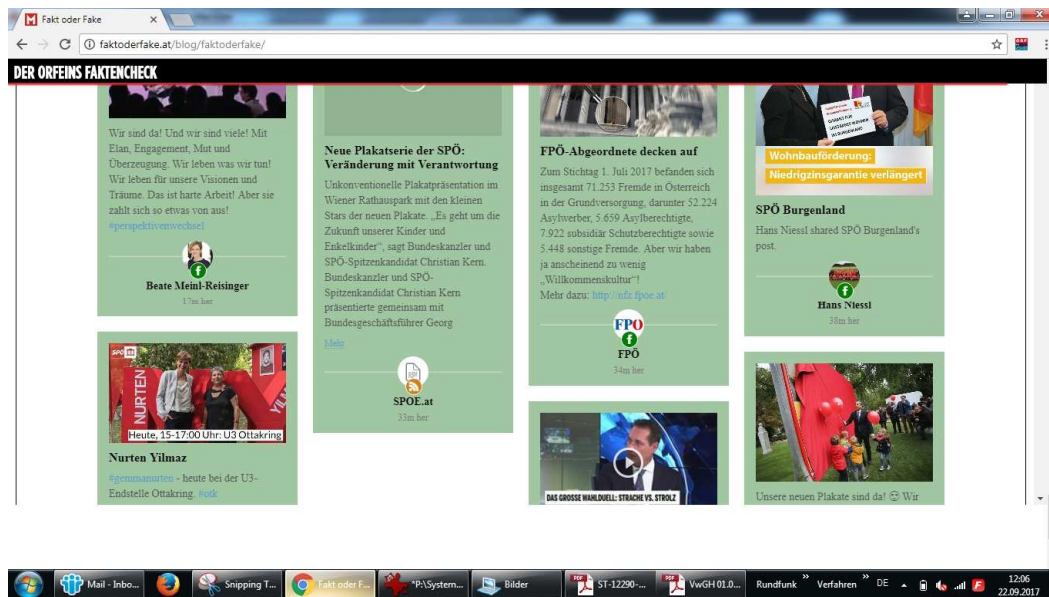 Fakt oder Fake
faktoderfake.at/blog/faktoderfake/
DER ORFEINS FAKTENCHECK
Wir sind da! Und wir sind viele! Mit
Elan, Engagement, Mut und
Überzeugung. Wir leben was wir tun!
Wir leben für unsere Visionen und
Träume. Das ist harte Arbeit! Aber sie
zahlt sich so etwas von aus!
#perspektivenwechsel
Beate Meinl-Reisinger
17m her
SPÖ
NURTEN
Heute, 15-17:00 Uhr: U3 Ottakring
Nurten Yilmaz
#gemmanurten - heute bei der U3-
Endstelle Ottakring. #otk
Neue Plakatserie der SPÖ:
Veränderung mit Verantwortung
Unkonventionelle Plakatpräsentation im
Wiener Rathauspark mit den kleinen
Stars der neuen Plakate. „Es geht um die
Zukunft unserer Kinder und
Enkelkinder“, sagt Bundeskanzler und
SPÖ-Spitzenkandidat Christian Kern.
Bundeskanzler und SPÖ-
Spitzenkandidat Christian Kern
präsentierte gemeinsam mit
Bundesgeschäftsführer Georg
Mehr
SPOE.at
33m her
FPÖ-Abgeordnete decken auf
Zum Stichtag 1. Juli 2017 befanden sich
insgesamt 71.253 Fremde in Österreich
in der Grundversorgung, darunter 52.224
Asylwerber, 5.659 Asylberechtigte,
7.922 subsidiär Schutzberechtigte sowie
5.448 sonstige Fremde. Aber wir haben
ja anscheinend zu wenig
„Willkommenskultur“!
Mehr dazu: http://nfz.fpoe.at/
FPÖ
FPÖ
34m her
DAS GROSSE WAHLDUELL: STRACHE VS. STROLZ
Wohnbauförderung:
Niedrigzinsgarantie verlängert
SPÖ Burgenland
Hans Niessl shared SPÖ Burgenland's
post.
Hans Niessl
38m her
Unsere neuen Plakate sind da! 😊 Wir
Mail - Inbo...
Snipping T...
Fakt oder F...
*P:\System...
Bilder
ST-12290-...
VwGH 01.0...
Rundfunk
Verfahren
DE
12:06
22.09.2017